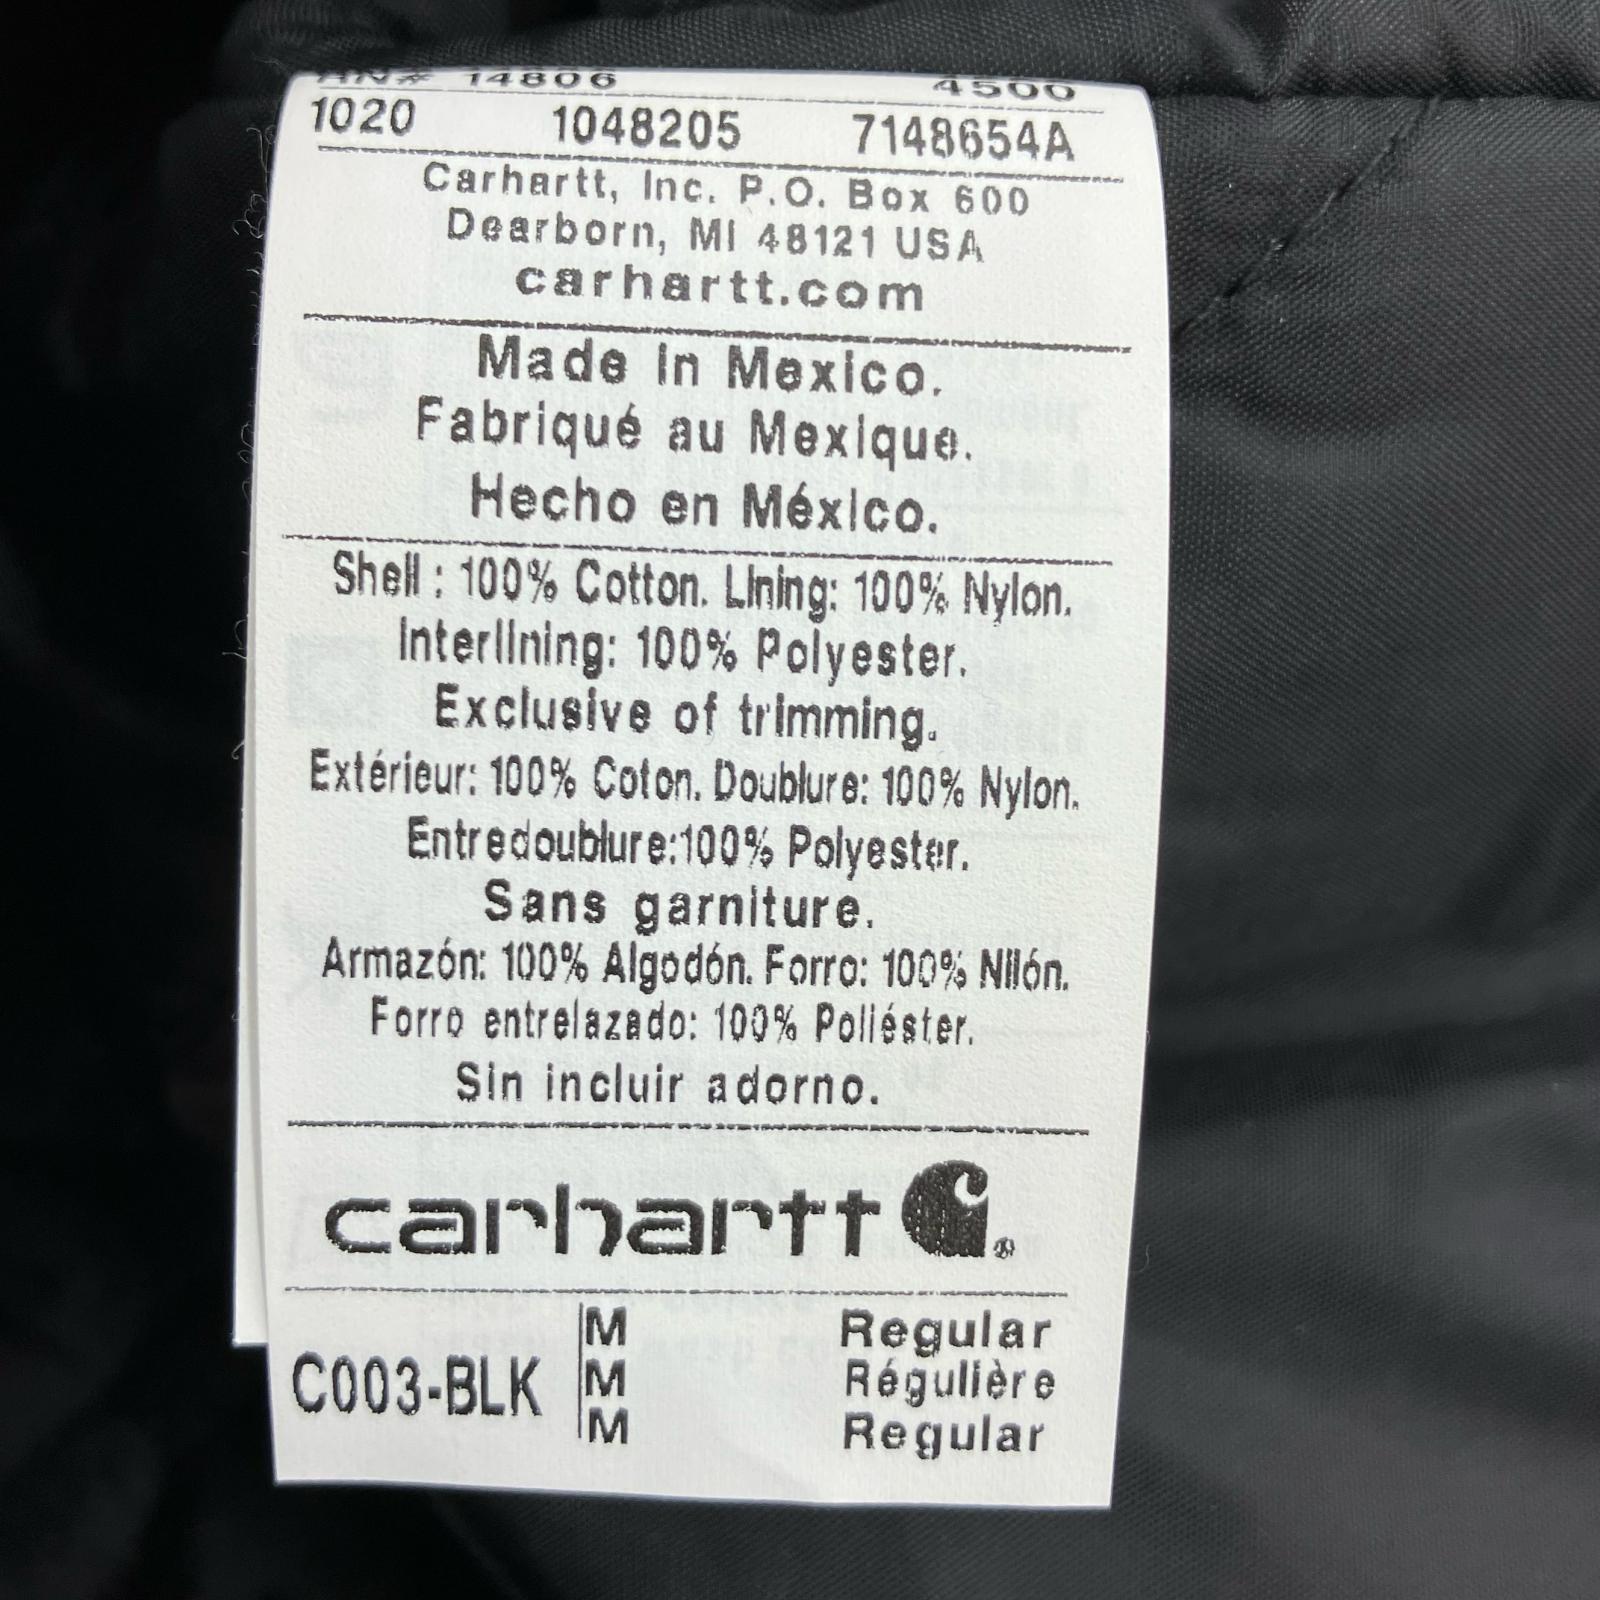 RN# 14806 4500
1020 1048205 7148654A
Carhartt, Inc. P.O. Box 600
Dearborn, MI 48121 USA
carhartt.com
Made in Mexico.
Fabriqué au Mexique.
Hecho en México.
Shell : 100% Cotton. Lining: 100% Nylon.
Interlining: 100% Polyester.
Exclusive of trimming.
Extérieur: 100% Coton. Doublure: 100% Nylon.
Entredoublure:100% Polyester.
Sans garniture.
Armazón: 100% Algodón. Forro: 100% Nilón.
Forro entrelazado: 100% Poliéster.
Sin incluir adorno.
carhartt ®
C003-BLK
M Regular
M Régulière
M Regular